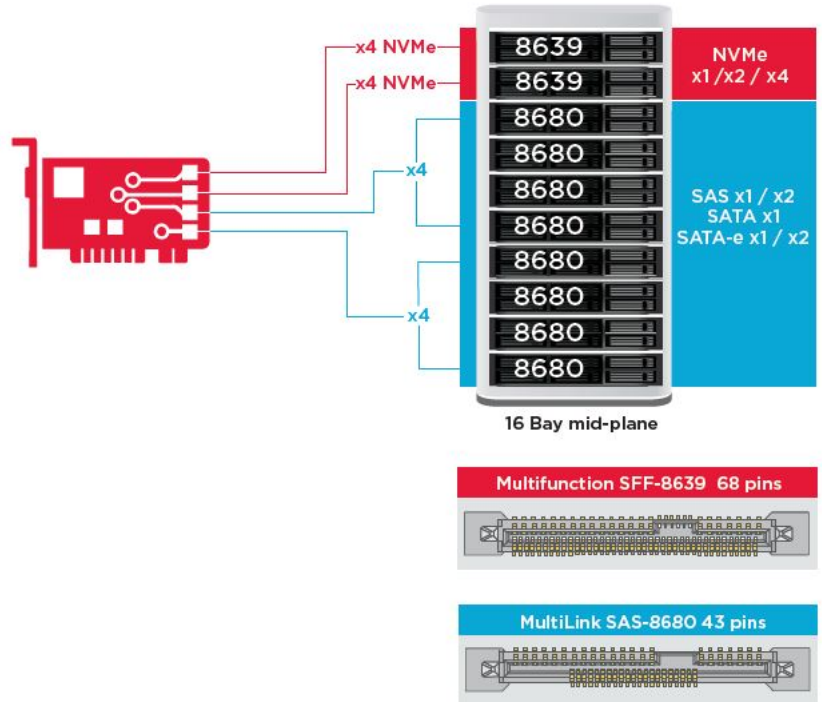 x4 NVMe
8639
NVMe
x1 /x2 / x4
x4 NVMe
8639
8680
8680
x4
8680
SAS x1 / x2
SATA x1
SATA-e x1 / x2
8680
8680
x4
8680
8680
8680
16 Bay mid-plane
Multifunction SFF-8639 68 pins
MultiLink SAS-8680 43 pins